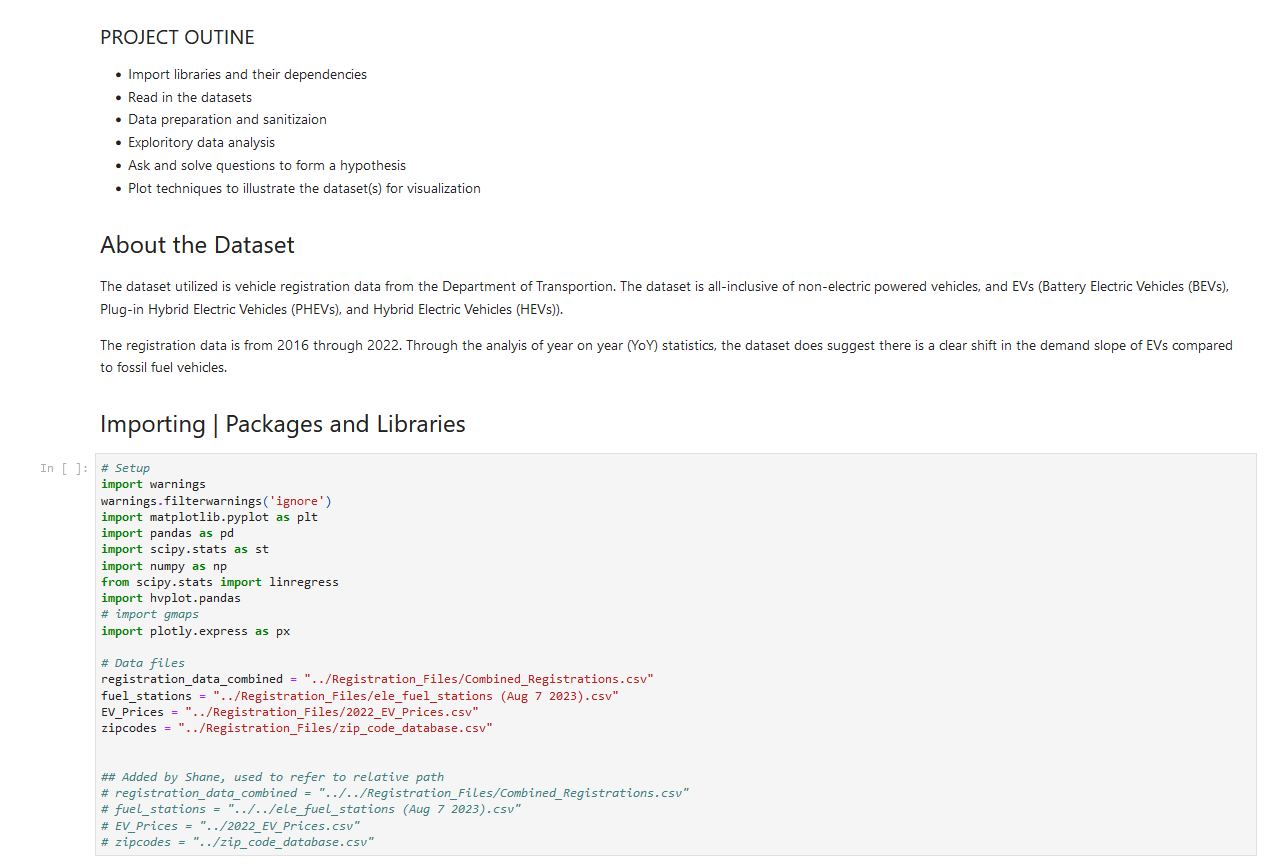 PROJECT OUTINE
• Import libraries and their dependencies
• Read in the datasets
• Data preparation and sanitizaion
• Exploritory data analysis
• Ask and solve questions to form a hypothesis
• Plot techniques to illustrate the dataset(s) for visualization
About the Dataset
The dataset utilized is vehicle registration data from the Department of Transportion. The dataset is all-inclusive of non-electric powered vehicles, and EVs (Battery Electric Vehicles (BEVs),
Plug-in Hybrid Electric Vehicles (PHEVs), and Hybrid Electric Vehicles (HEVs)).
The registration data is from 2016 through 2022. Through the analyis of year on year (YoY) statistics, the dataset does suggest there is a clear shift in the demand slope of EVs compared
to fossil fuel vehicles.
Importing | Packages and Libraries
In [ ]: # Setup
import warnings
warnings.filterwarnings('ignore')
import matplotlib.pyplot as plt
import pandas as pd
import scipy.stats as st
import numpy as np
from scipy.stats import linregress
import hvplot.pandas
# import gmaps
import plotly.express as px
# Data files
registration_data_combined = "../Registration_Files/Combined_Registrations.csv"
fuel_stations = "../Registration_Files/ele_fuel_stations (Aug 7 2023).csv"
EV_Prices = "../Registration_Files/2022_EV_Prices.csv"
zipcodes = "../Registration_Files/zip_code_database.csv"
## Added by Shane, used to refer to relative path
# registration_data_combined = "../../Registration_Files/Combined_Registrations.csv"
# fuel_stations = "../../ele_fuel_stations (Aug 7 2023).csv"
# EV_Prices = "../2022_EV_Prices.csv"
# zipcodes = "../zip_code_database.csv"